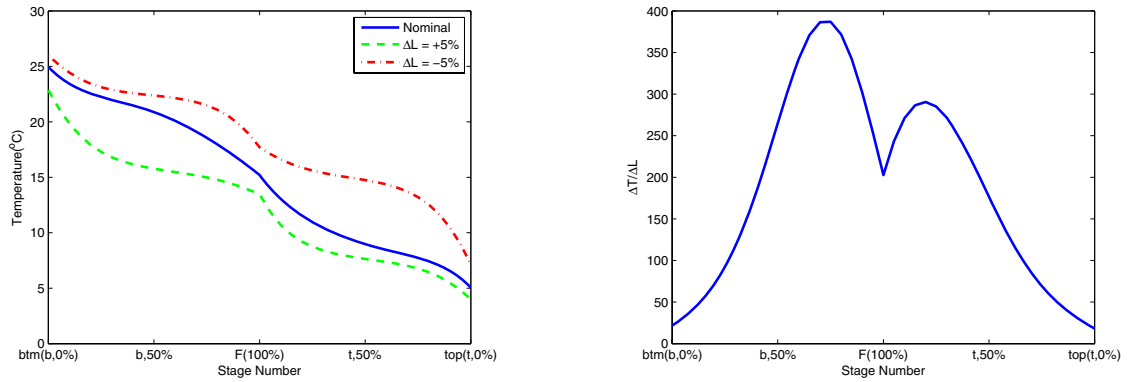 30
25
20
15
10
5
0
Temperature(⁰C)
Nominal
ΔL = +5%
ΔL = −5%
btm(b,0%) b,50% F(100%) t,50% top(t,0%)
Stage Number
400
350
300
250
200
150
100
50
0
ΔT/ΔL
btm(b,0%) b,50% F(100%) t,50% top(t,0%)
Stage Number